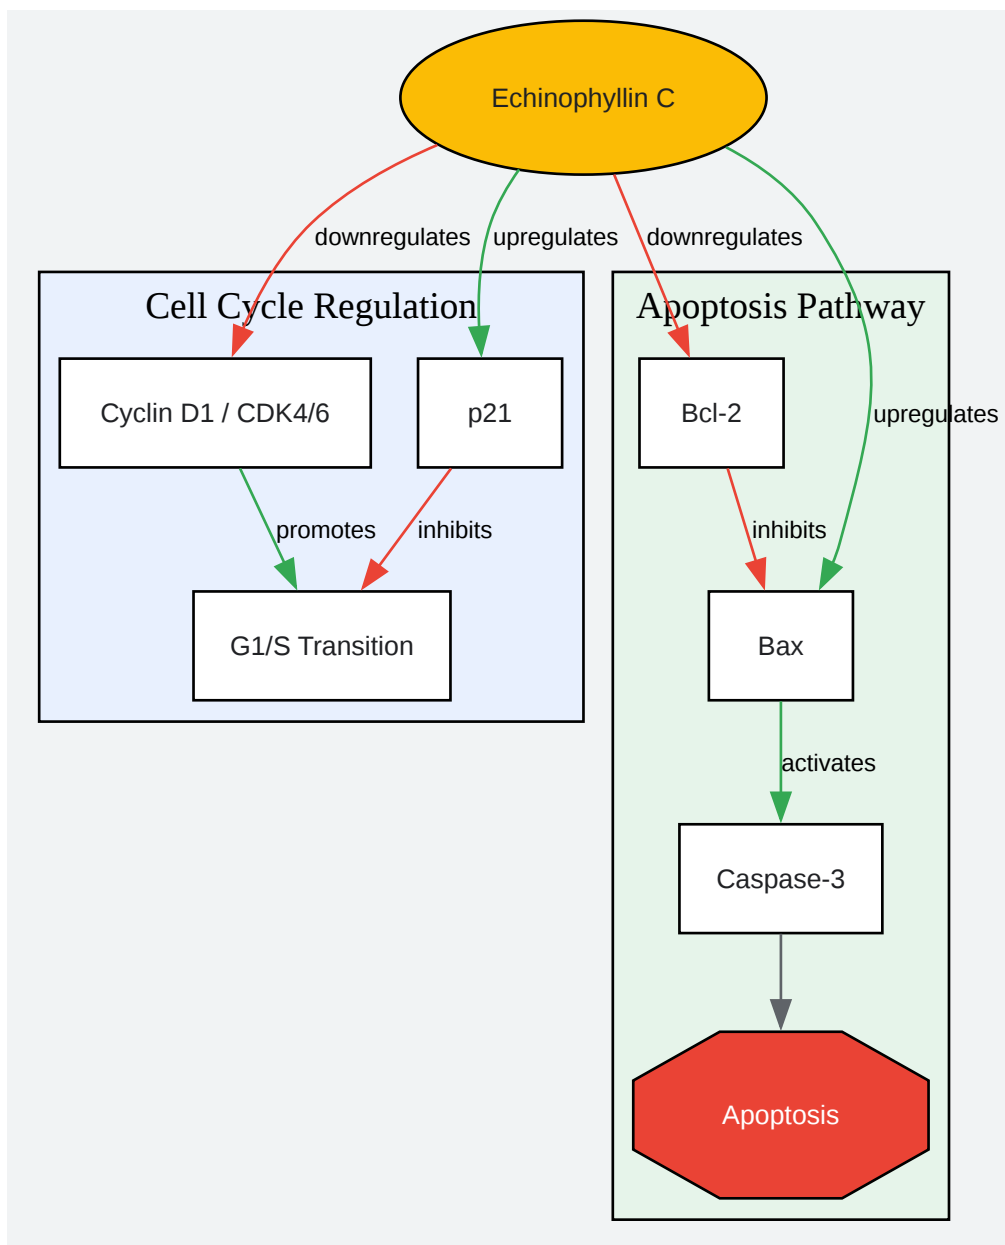 Echinophyllin C
downregulates
upregulates
downregulates
Cell Cycle Regulation
Apoptosis Pathway
Cyclin D1 / CDK4/6
p21
Bcl-2
upregulates
promotes
inhibits
inhibits
G1/S Transition
Bax
activates
Caspase-3
Apoptosis